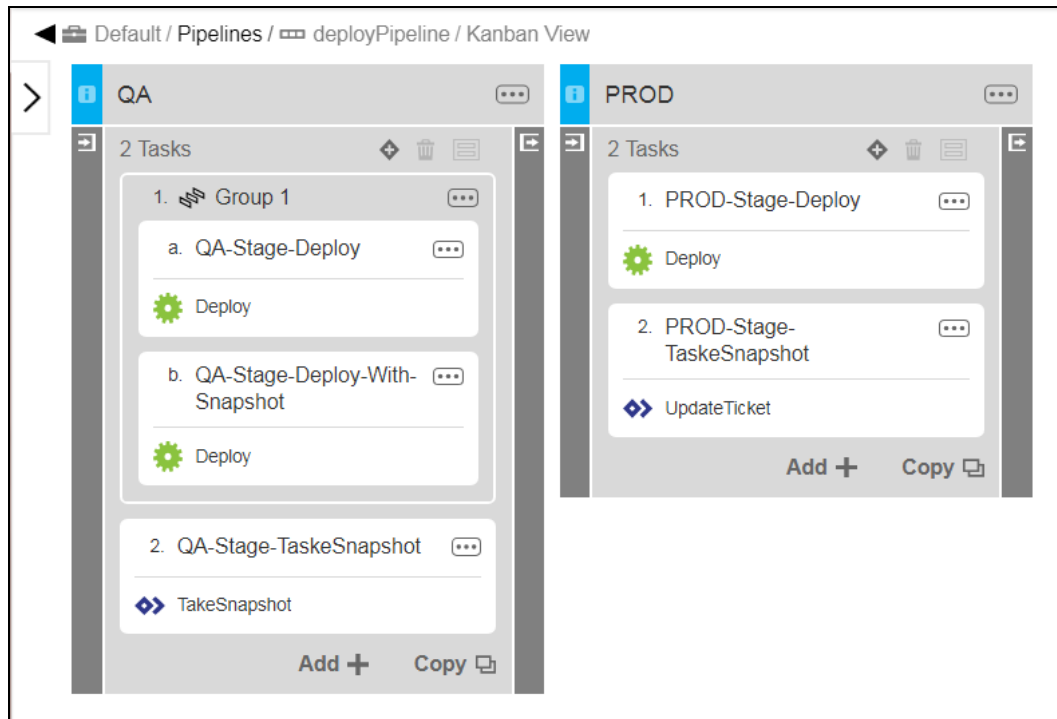 Default / Pipelines / deployPipeline / Kanban View
QA
2 Tasks
1. Group 1
a. QA-Stage-Deploy
Deploy
b. QA-Stage-Deploy-With-
Snapshot
Deploy
2. QA-Stage-TaskeSnapshot
TakeSnapshot
Add
Copy
PROD
2 Tasks
1. PROD-Stage-Deploy
Deploy
2. PROD-Stage-
TaskeSnapshot
UpdateTicket
Add
Copy